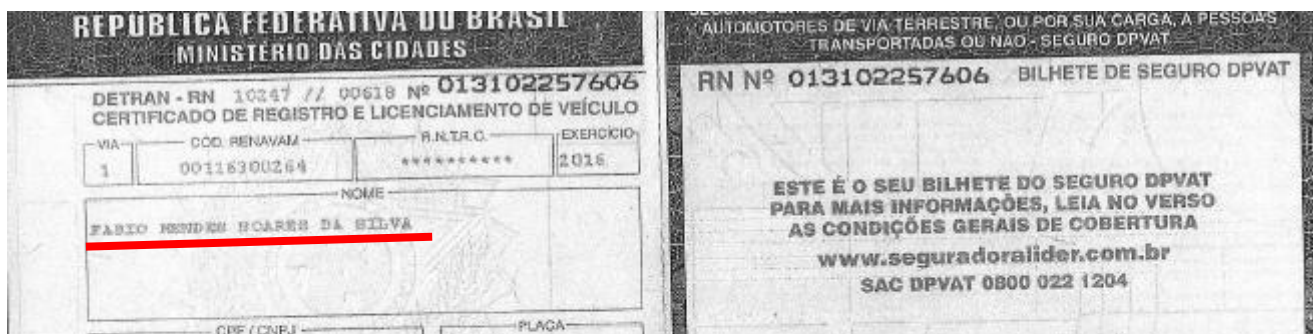 REPÚBLICA FEDERATIVA DO BRASIL
MINISTÉRIO DAS CIDADES
DETRAN - RN 10247 // 00618 Nº 013102257606
CERTIFICADO DE REGISTRO E LICENCIAMENTO DE VEÍCULO
VIA
COD. RENAVAM
R.N.T.R.C.
EXERCÍCIO
1
00116300264
**********
2016
NOME
FABIO MENDES SOARES DA SILVA
CPF / CNPJ
PLACA
AUTOMOTORES DE VIA TERRESTRE, OU POR SUA CARGA, A PESSOAS
TRANSPORTADAS OU NÃO - SEGURO DPVAT
RN Nº 013102257606 BILHETE DE SEGURO DPVAT
ESTE É O SEU BILHETE DO SEGURO DPVAT
PARA MAIS INFORMAÇÕES, LEIA NO VERSO
AS CONDIÇÕES GERAIS DE COBERTURA
www.seguradoralider.com.br
SAC DPVAT 0800 022 1204